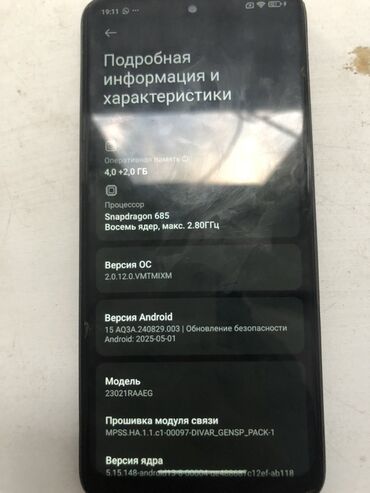 19:11
Подробная
информация и
характеристики
Оперативная память
4,0 +2,0 ГБ
Процессор
Snapdragon 685
Восемь ядер, макс. 2.80ГГц
Версия ОС
2.0.12.0.VMTMIXM
Версия Android
15 AQ3A.240829.003 | Обновление безопасности
Android: 2025-05-01
Модель
23021RAAEG
Прошивка модуля связи
MPSS.HA.1.1.c1-00097-DIVAR_GENSP_PACK-1
Версия ядра